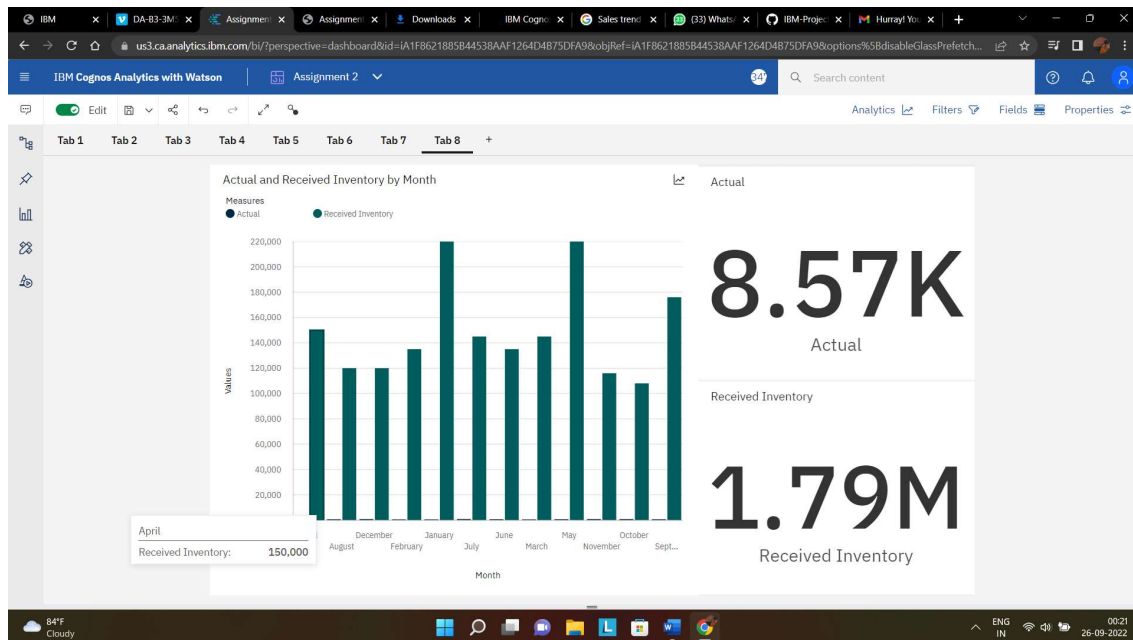 IBM DA-B3-3M5 Assignment Assignment Downloads IBM Cogno Sales trend (33) Whats IBM-Projec Hurray! You
us3.ca.analytics.ibm.com/bi/?perspective=dashboard&id=iA1F8621885B44538AAF1264D4B75DFA9&objRef=iA1F8621885B44538AAF1264D4B75DFA9&options%5BdisableGlassPrefetch...
IBM Cognos Analytics with Watson Assignment 2 Search content
Edit Analytics Filters Fields Properties
Tab 1 Tab 2 Tab 3 Tab 4 Tab 5 Tab 6 Tab 7 Tab 8 +
Actual and Received Inventory by Month
Measures
Actual Received Inventory
220,000
200,000
180,000
160,000
140,000
120,000
100,000
80,000
60,000
40,000
20,000
Values
December January June May October
August February July March November Sept...
Month
April
Received Inventory: 150,000
Actual
8.57K
Actual
Received Inventory
1.79M
Received Inventory
84°F
Cloudy
ENG
IN
00:21
26-09-2022